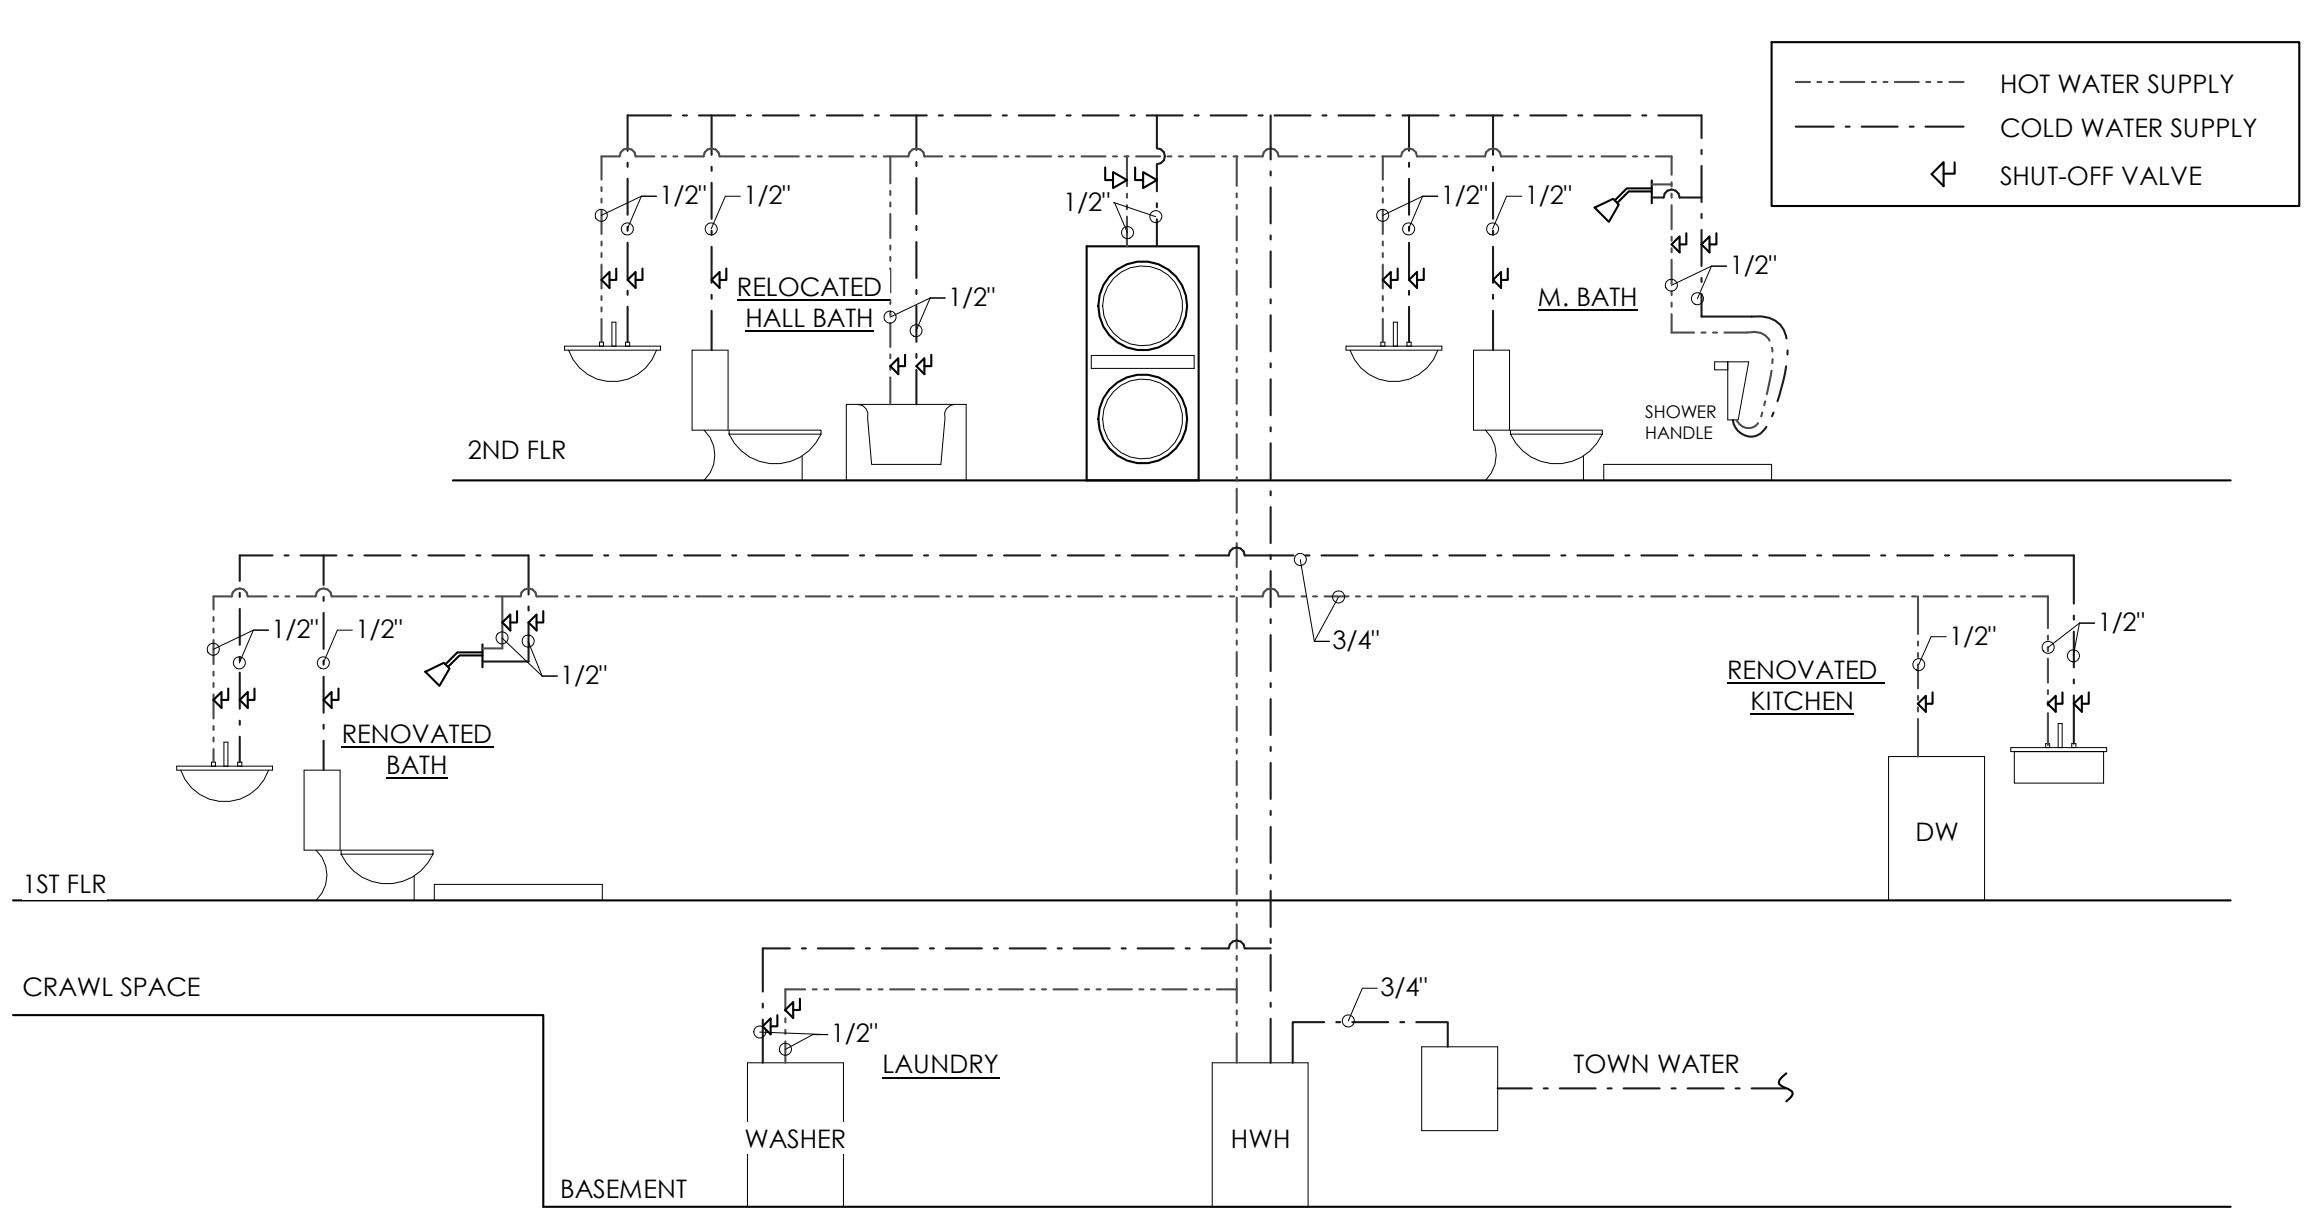 HOT WATER SUPPLY
COLD WATER SUPPLY
SHUT-OFF VALVE
1/2"
1/2"
1/2"
1/2"
1/2"
RELOCATED
HALL BATH
1/2"
M. BATH
1/2"
SHOWER
HANDLE
2ND FLR
1/2"
1/2"
1/2"
3/4"
1/2"
1/2"
RENOVATED
BATH
RENOVATED
KITCHEN
DW
1ST FLR
CRAWL SPACE
3/4"
1/2"
LAUNDRY
TOWN WATER
WASHER
HWH
BASEMENT